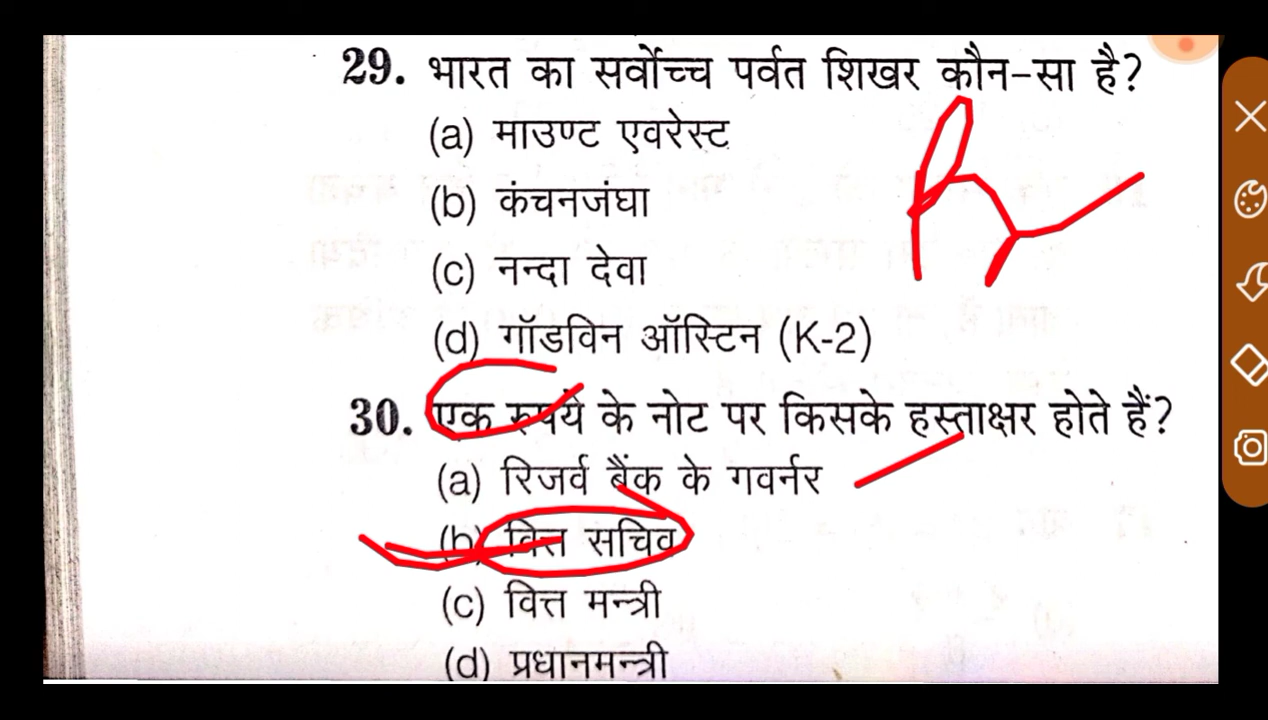 29. भारत का सर्वोच्च पर्वत शिखर कौन-सा है?
(a) माउण्ट एवरेस्ट
(b) कंचनजंघा
(c) नन्दा देवा
(d) गॉडविन ऑस्टिन (K-2)
30. एक रुपये के नोट पर किसके हस्ताक्षर होते हैं?
(a) रिजर्व बैंक के गवर्नर
(b) वित्त सचिव
(c) वित्त मन्त्री
(d) प्रधानमन्त्री